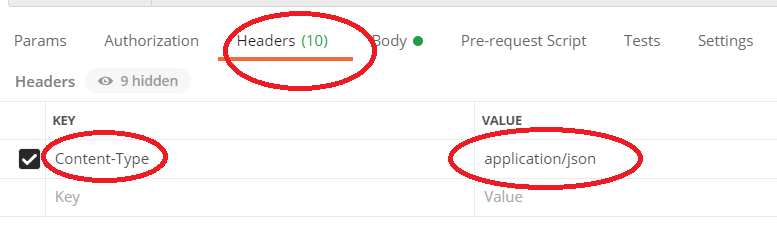 Params Authorization Headers (10) Body Pre-request Script Tests Settings
Headers 9 hidden
KEY VALUE
Content-Type application/json
Key Value